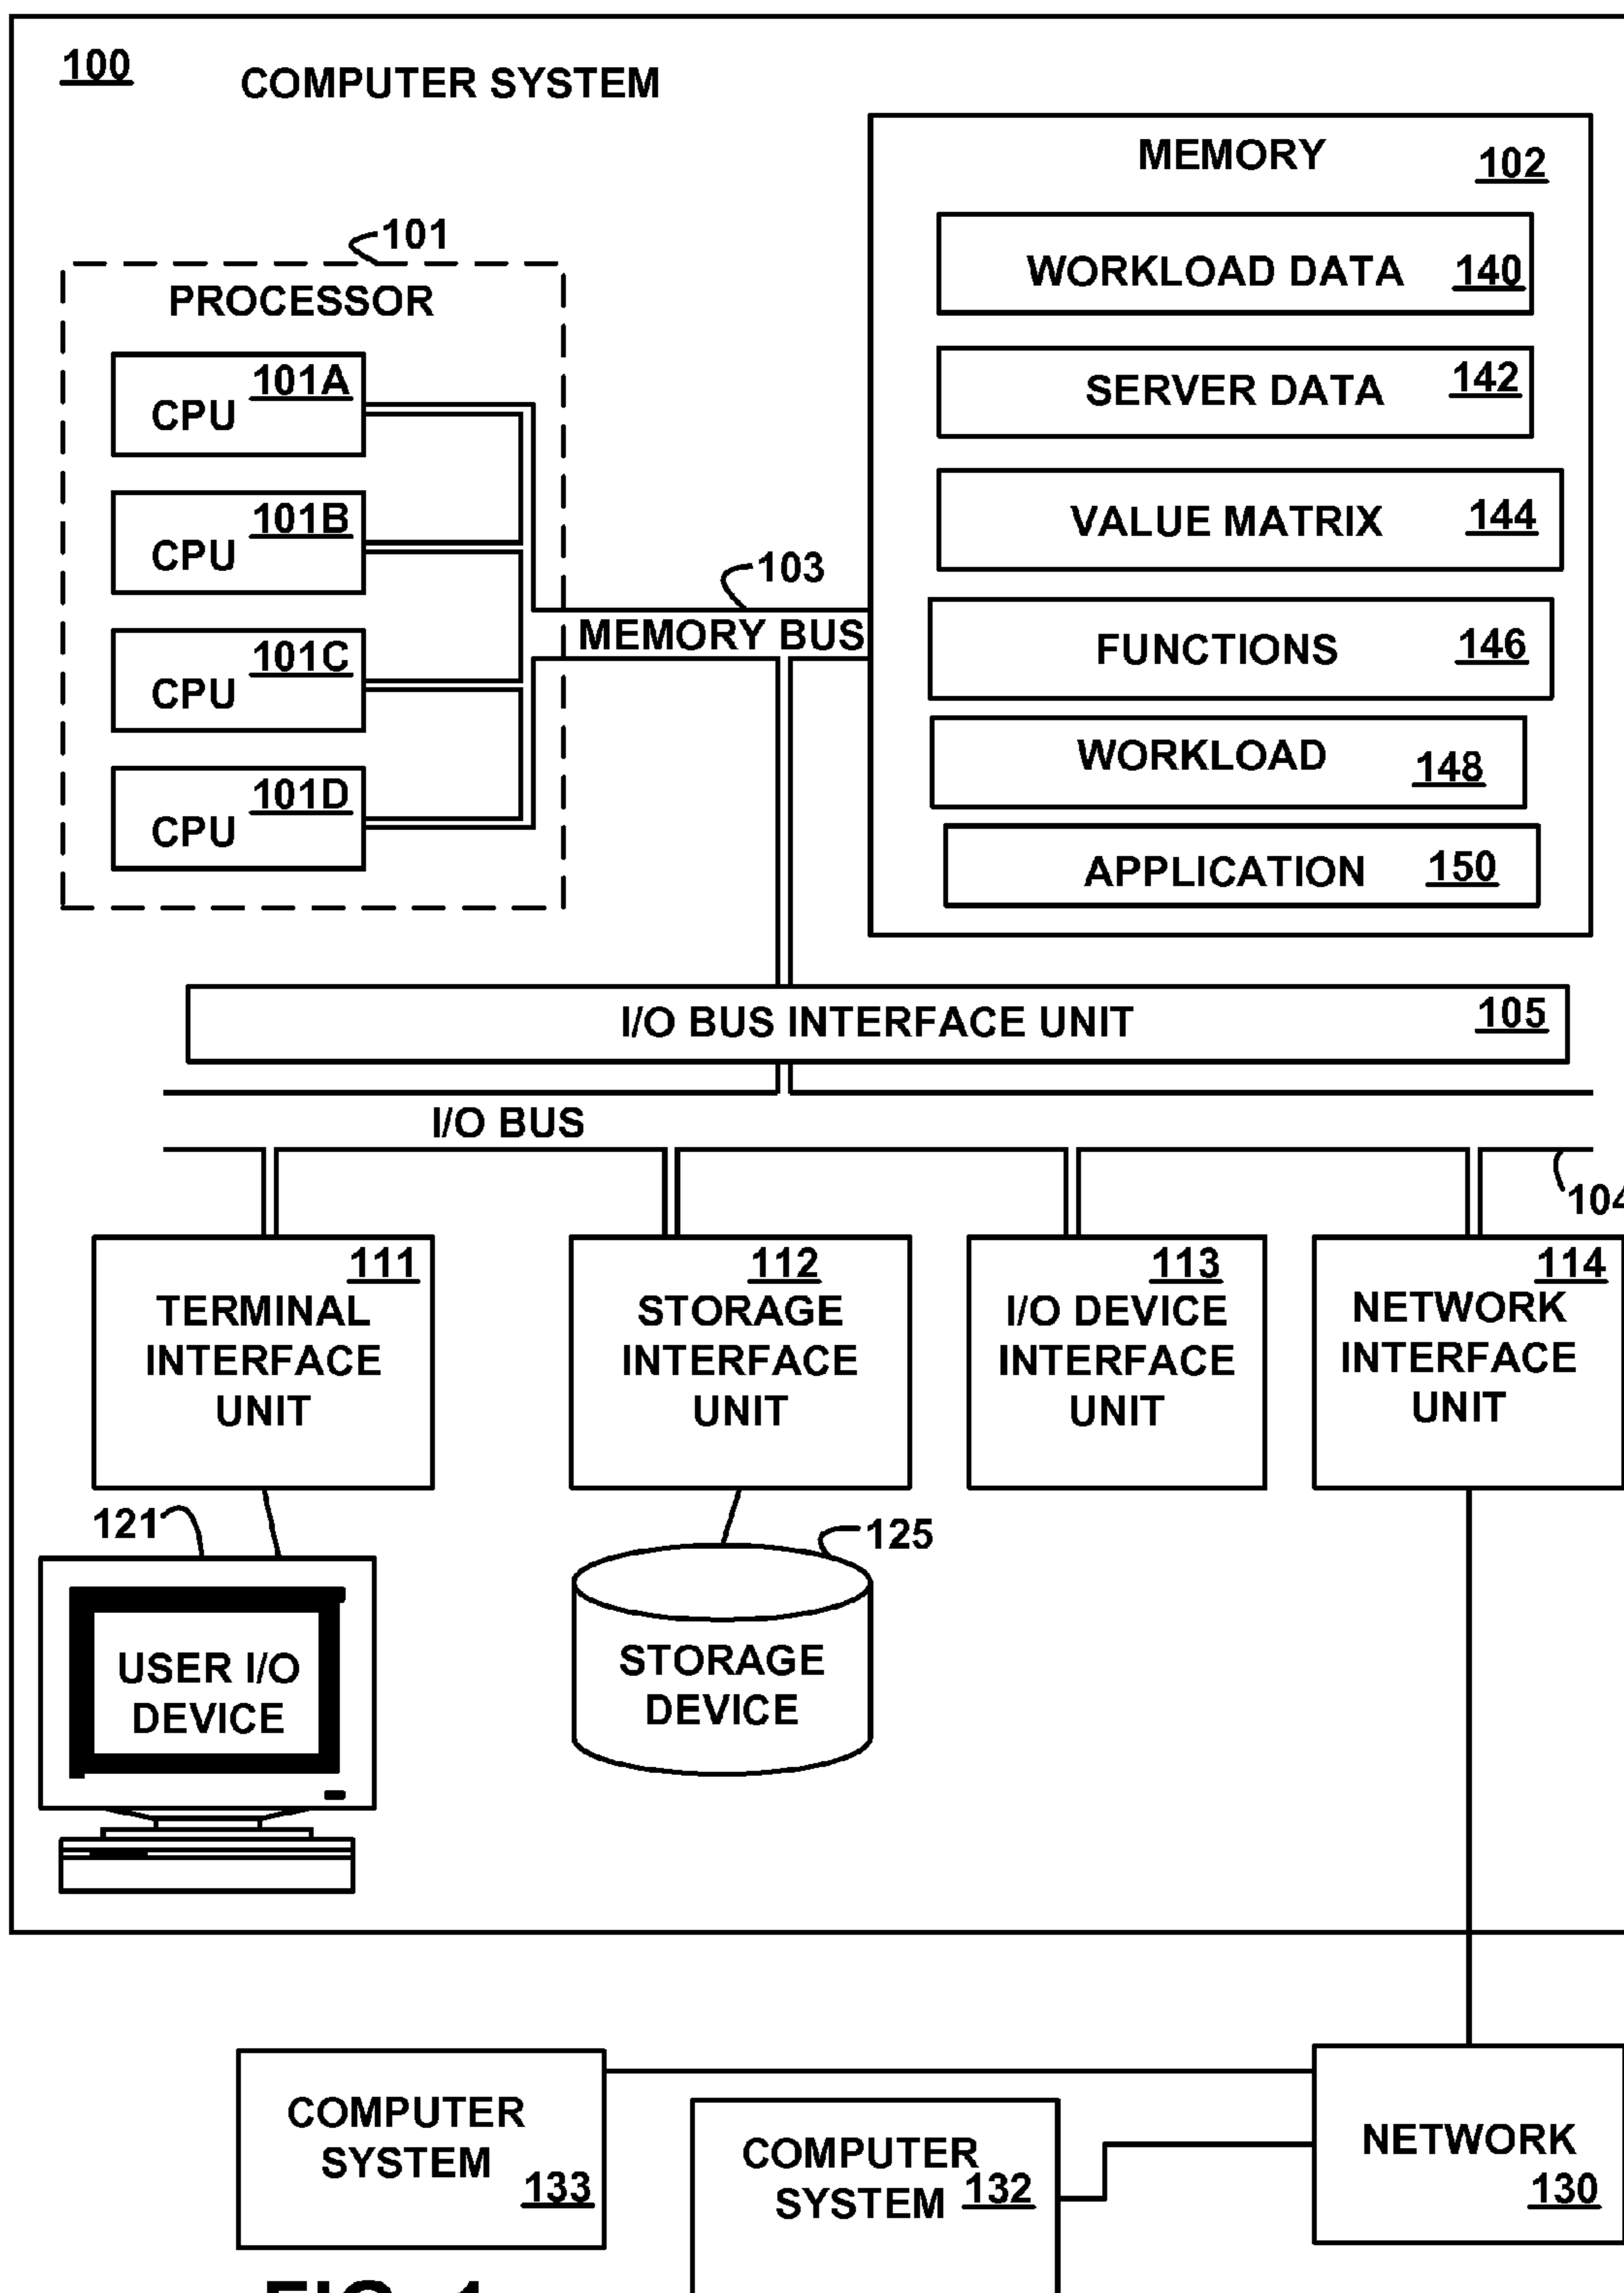 100
COMPUTER SYSTEM
MEMORY
102
WORKLOAD DATA 140
SERVER DATA 142
VALUE MATRIX 144
FUNCTIONS 146
WORKLOAD 148
APPLICATION 150
101
PROCESSOR
101A
CPU
101B
CPU
101C
CPU
101D
CPU
103
MEMORY BUS
I/O BUS INTERFACE UNIT 105
I/O BUS
104
111
TERMINAL
INTERFACE
UNIT
112
STORAGE
INTERFACE
UNIT
113
I/O DEVICE
INTERFACE
UNIT
114
NETWORK
INTERFACE
UNIT
121
USER I/O
DEVICE
125
STORAGE
DEVICE
COMPUTER
SYSTEM
133
COMPUTER
SYSTEM 132
NETWORK
130
FIG. 1